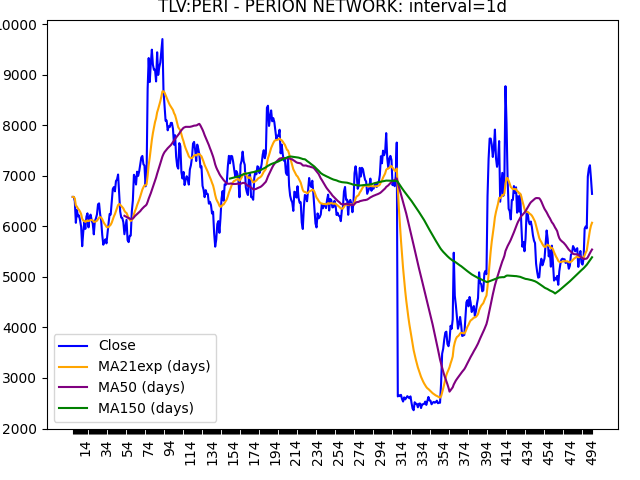 TLV:PERI - PERION NETWORK: interval=1d
10000
9000
8000
7000
6000
5000
4000
3000
2000
Close
MA21exp (days)
MA50 (days)
MA150 (days)
14 34 54 74 94 114 134 154 174 194 214 234 254 274 294 314 334 354 374 394 414 434 454 474 494